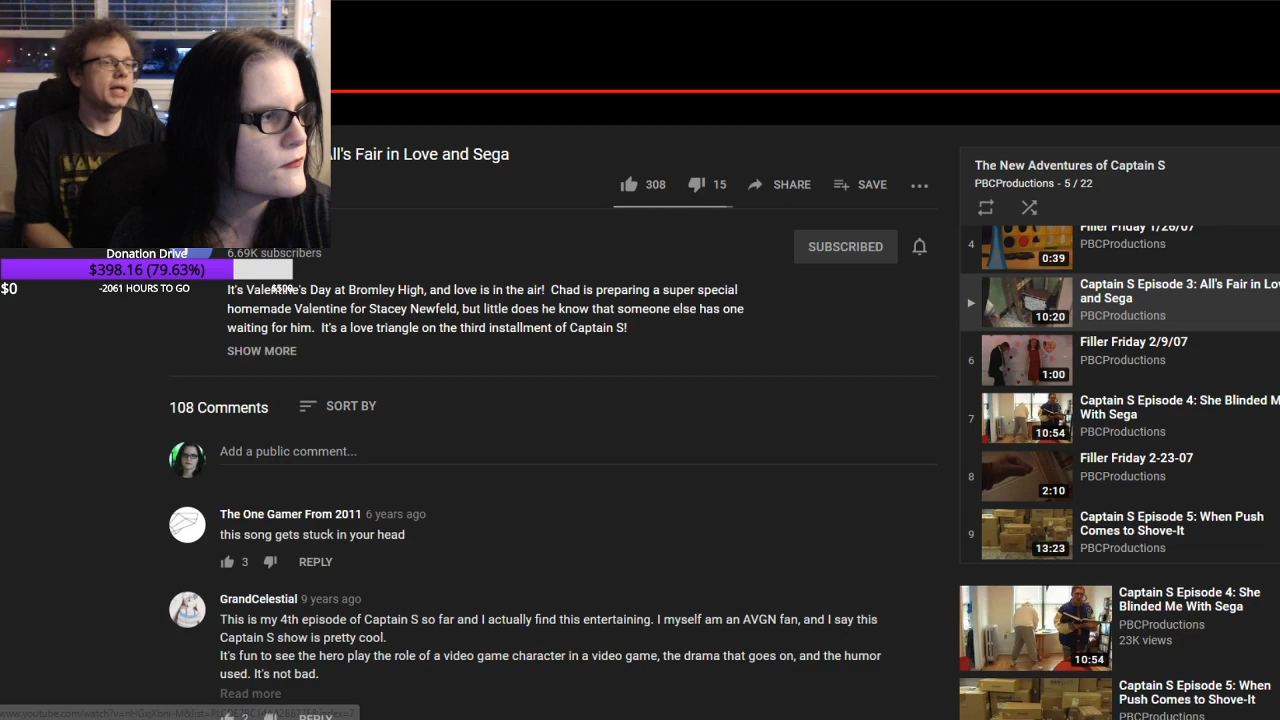 All's Fair in Love and Sega
308
15
SHARE
SAVE
6.69K subscribers
SUBSCRIBED
Donation Drive
$398.16 (79.63%)
$0
-2061 HOURS TO GO
$500
It's Valentine's Day at Bromley High, and love is in the air! Chad is preparing a super special
homemade Valentine for Stacey Newfeld, but little does he know that someone else has one
waiting for him. It's a love triangle on the third installment of Captain S!
SHOW MORE
108 Comments
SORT BY
Add a public comment...
The One Gamer From 2011 6 years ago
this song gets stuck in your head
3
REPLY
GrandCelestial 9 years ago
This is my 4th episode of Captain S so far and I actually find this entertaining. I myself am an AVGN fan, and I say this
Captain S show is pretty cool.
It's fun to see the hero play the role of a video game character in a video game, the drama that goes on, and the humor
used. It's not bad.
Read more
REPLY
The New Adventures of Captain S
PBCProductions - 5 / 22
4
Filler Friday 1/26/07
PBCProductions
0:39
Captain S Episode 3: All's Fair in Lov
and Sega
PBCProductions
10:20
6
Filler Friday 2/9/07
PBCProductions
1:00
7
Captain S Episode 4: She Blinded M
With Sega
PBCProductions
10:54
8
Filler Friday 2-23-07
PBCProductions
2:10
9
Captain S Episode 5: When Push
Comes to Shove-It
PBCProductions
13:23
Captain S Episode 4: She
Blinded Me With Sega
PBCProductions
23K views
10:54
Captain S Episode 5: When
Push Comes to Shove-It
PBCProductions